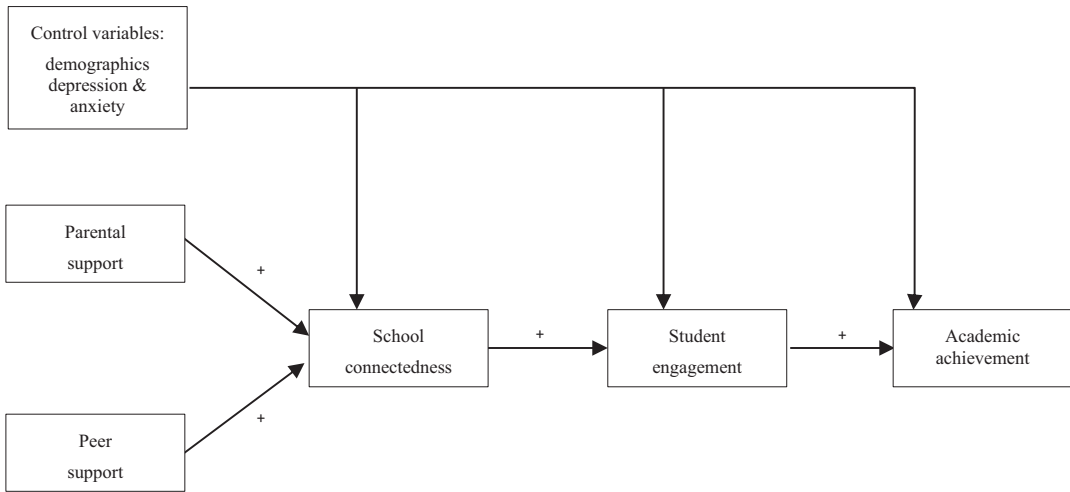 Control variables:
demographics
depression &
anxiety
Parental
support
+
School
connectedness
+
Student
engagement
+
Academic
achievement
+
Peer
support